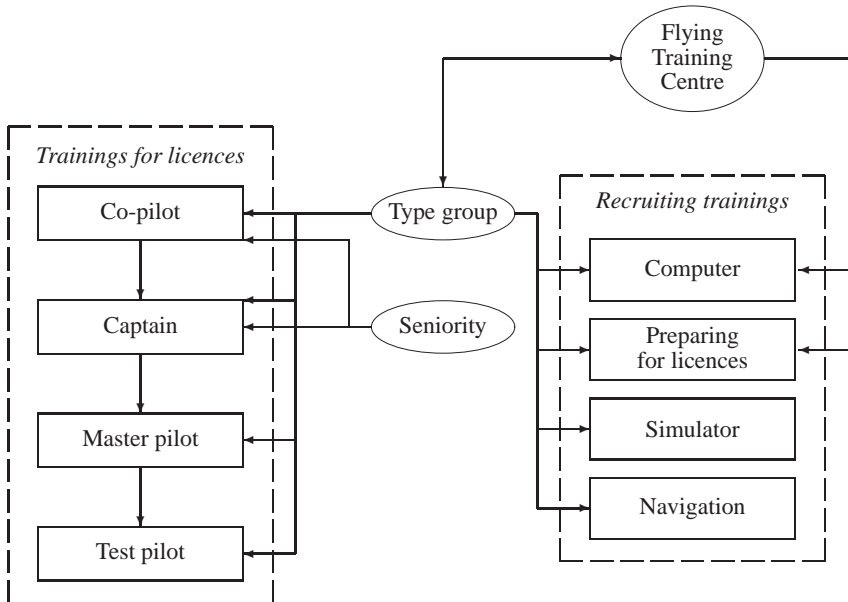 Flying
Training
Centre
Trainings for licences
Co-pilot
Captain
Master pilot
Test pilot
Type group
Seniority
Recruiting trainings
Computer
Preparing
for licences
Simulator
Navigation